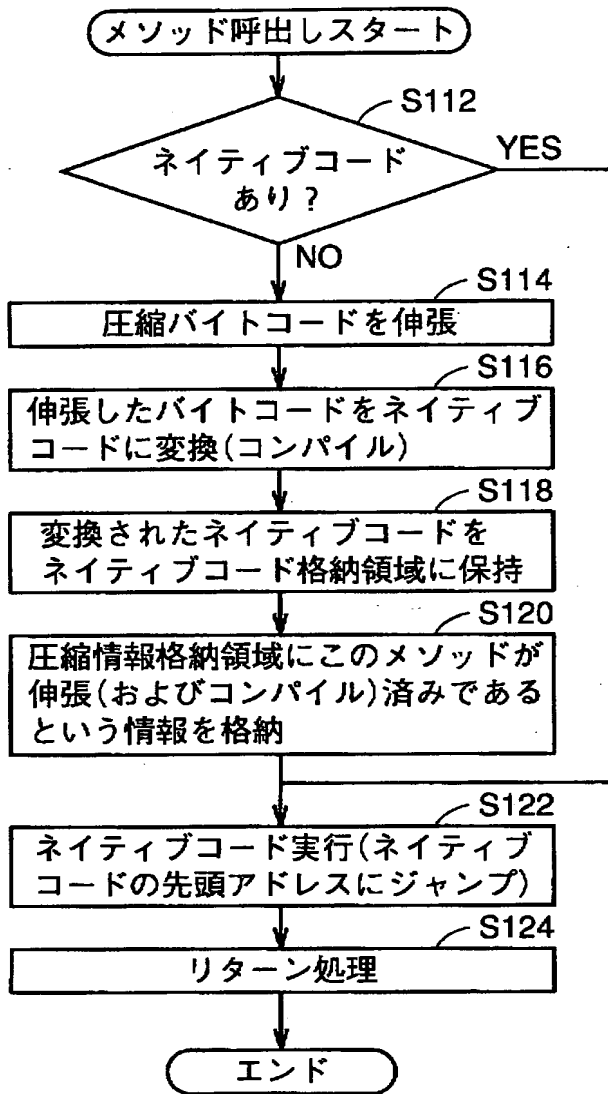 メソッド呼出しスタート
S112
ネイティブコード
あり?
YES
NO
S114
圧縮バイトコードを伸張
S116
伸張したバイトコードをネイティブ
コードに変換(コンパイル)
S118
変換されたネイティブコードを
ネイティブコード格納領域に保持
S120
圧縮情報格納領域にこのメソッドが
伸張(およびコンパイル)済みである
という情報を格納
S122
ネイティブコード実行(ネイティブ
コードの先頭アドレスにジャンプ)
S124
リターン処理
エンド